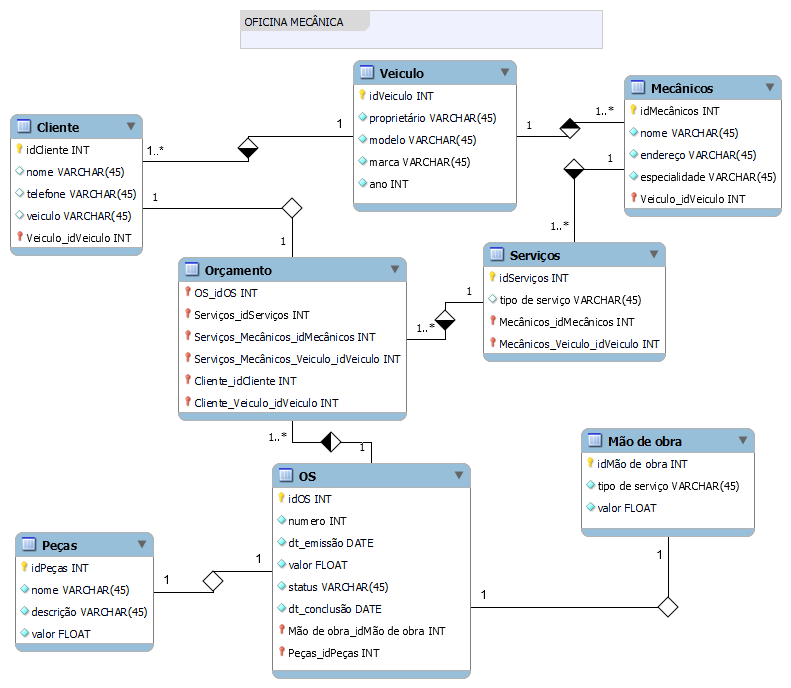 OFICINA MECÂNICA
Veiculo
idVeiculo INT
proprietário VARCHAR(45)
modelo VARCHAR(45)
marca VARCHAR(45)
ano INT
Mecânicos
idMecânicos INT
nome VARCHAR(45)
endereço VARCHAR(45)
especialidade VARCHAR(45)
Veiculo_idVeiculo INT
Cliente
idCliente INT
nome VARCHAR(45)
telefone VARCHAR(45)
veiculo VARCHAR(45)
Veiculo_idVeiculo INT
1..*
1
1
1..*
1
1
1
1..*
Orçamento
OS_idOS INT
Serviços_idServiços INT
Serviços_Mecânicos_idMecânicos INT
Serviços_Mecânicos_Veiculo_idVeiculo INT
Cliente_idCliente INT
Cliente_Veiculo_idVeiculo INT
Serviços
idServiços INT
tipo de serviço VARCHAR(45)
Mecânicos_idMecânicos INT
Mecânicos_Veiculo_idVeiculo INT
1
1..*
1..*
1
OS
idOS INT
numero INT
dt_emissão DATE
valor FLOAT
status VARCHAR(45)
dt_conclusão DATE
Mão de obra_idMão de obra INT
Peças_idPeças INT
Mão de obra
idMão de obra INT
tipo de serviço VARCHAR(45)
valor FLOAT
Peças
idPeças INT
nome VARCHAR(45)
descrição VARCHAR(45)
valor FLOAT
1
1
1
1